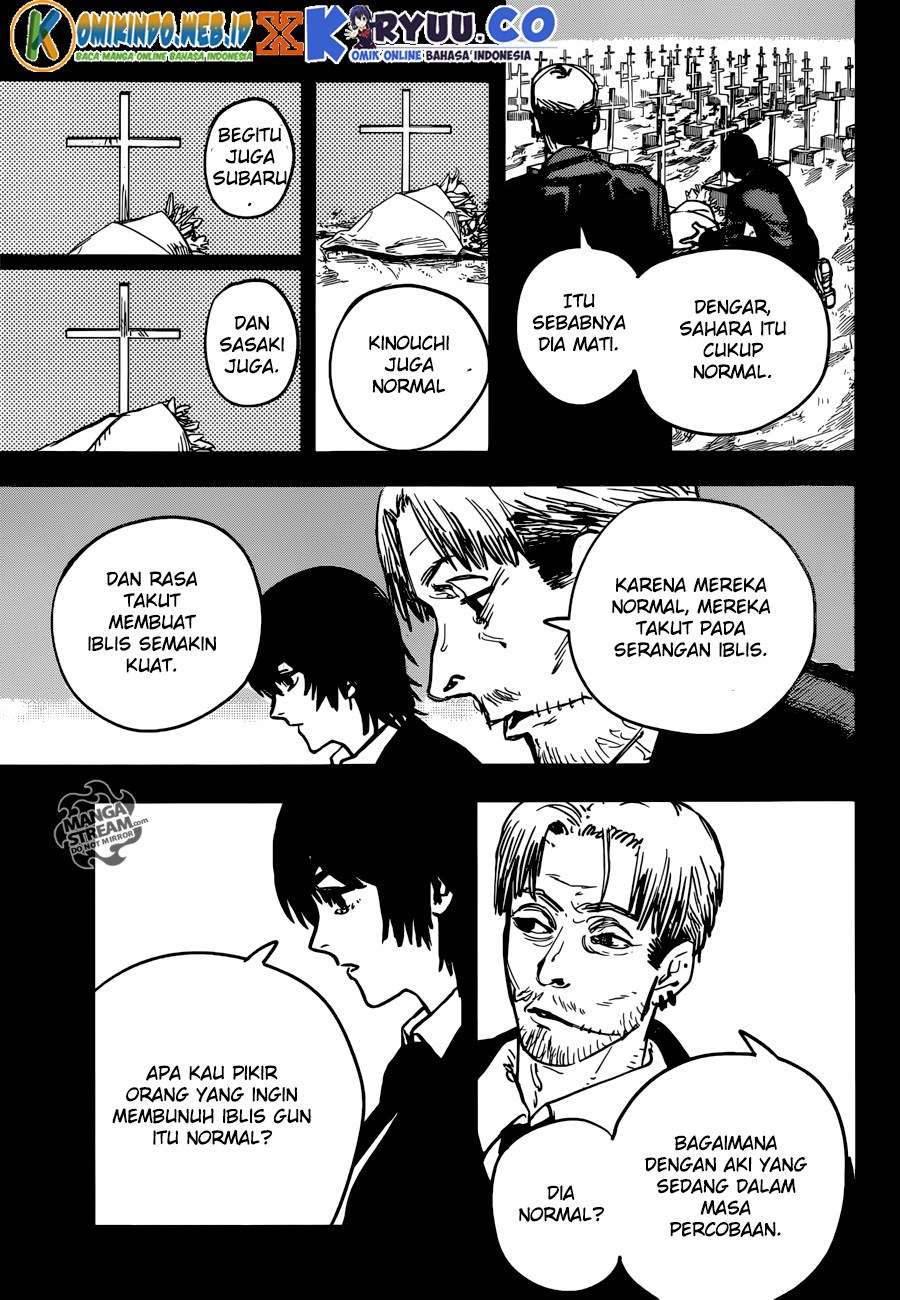 KOMIKINDO.WEB.ID X KIRYUU.CO
BACA MANGA ONLINE BAHASA INDONESIA
OMIK ONLINE BAHASA INDONESIA
DENGAR,
SAHARA ITU
CUKUP
NORMAL.
ITU
SEBABNYA
DIA MATI.
KINOUCHI
JUGA
NORMAL
BEGITU
JUGA
SUBARU
.
DAN
SASAKI
JUGA.
KARENA MEREKA
NORMAL, MEREKA
TAKUT PADA
SERANGAN IBLIS.
DAN RASA
TAKUT
MEMBUAT
IBLIS SEMAKIN
KUAT.
MANGA
STREAM.com
DO NOT MIRROR!
BAGAIMANA
DENGAN AKI YANG
SEDANG DALAM
MASA
PERCOBAAN.
DIA
NORMAL?
APA KAU PIKIR
ORANG YANG INGIN
MEMBUNUH IBLIS GUN
ITU NORMAL?